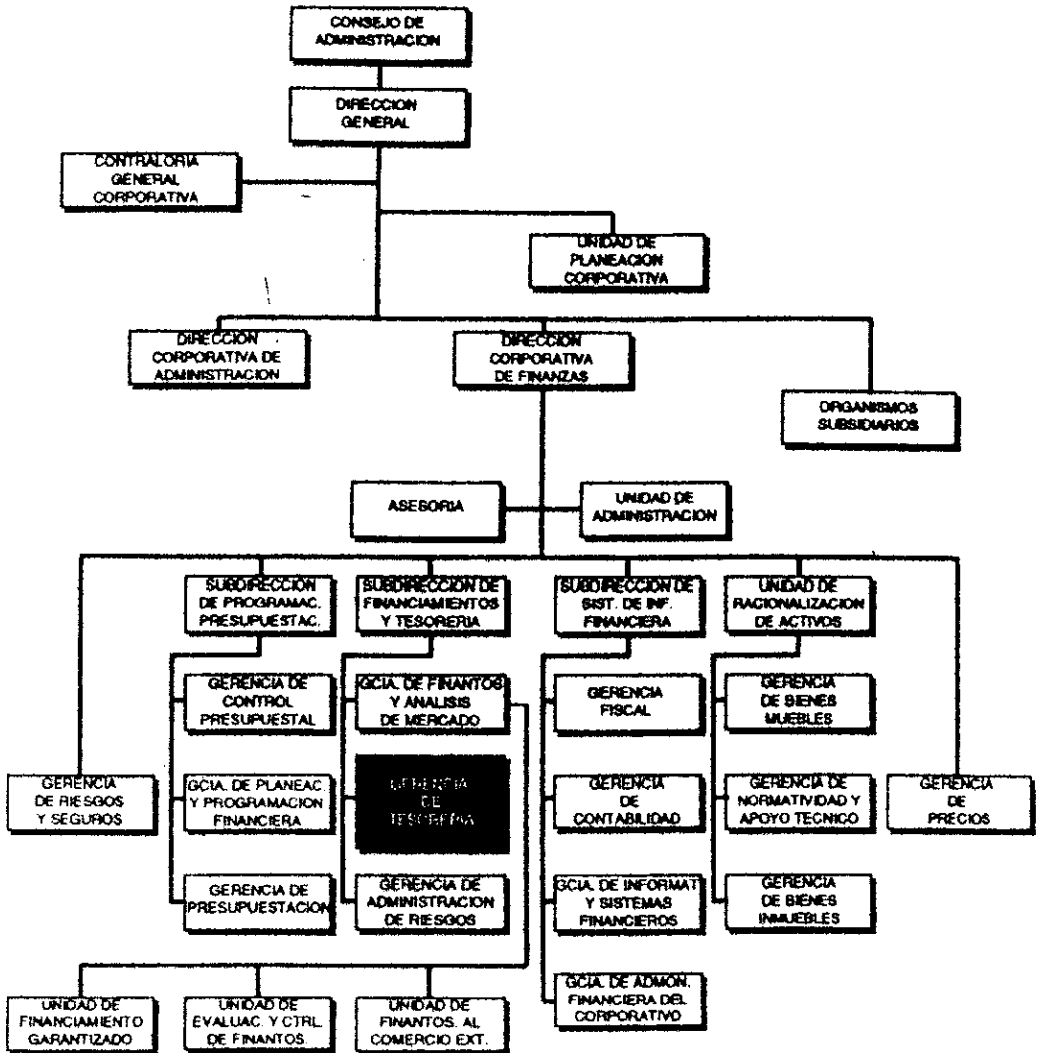 CONSEJO DE
ADMINISTRACION
DIRECCION
GENERAL
CONTRALORIA
GENERAL
CORPORATIVA
UNIDAD DE
PLANEACION
CORPORATIVA
DIRECCION
CORPORATIVA DE
ADMINISTRACION
DIRECCION
CORPORATIVA
DE FINANZAS
ORGANISMOS
SUBSIDIARIOS
ASESORIA
UNIDAD DE
ADMINISTRACION
SUBDIRECCION
DE PROGRAMAC.
PRESUPUESTAC.
SUBDIRECCION DE
FINANCIAMIENTOS
Y TESORERIA
SUBDIRECCION DE
SIST. DE INF.
FINANCIERA
UNIDAD DE
RACIONALIZACION
DE ACTIVOS
GERENCIA DE
CONTROL
PRESUPUESTAL
GCIA. DE FINANTOS
Y ANALISIS
DE MERCADO
GERENCIA
FISCAL
GERENCIA
DE BIENES
MUEBLES
GERENCIA
DE RIESGOS
Y SEGUROS
GCIA. DE PLANEAC.
Y PROGRAMACION
FINANCIERA
GERENCIA
DE
TESORERIA
GERENCIA
DE
CONTABILIDAD
GERENCIA DE
NORMATIVIDAD Y
APOYO TECNICO
GERENCIA
DE
PRECIOS
GERENCIA DE
PRESUPUESTACION
GERENCIA DE
ADMINISTRACION
DE RIESGOS
GCIA. DE INFORMAT
Y SISTEMAS
FINANCIEROS
GERENCIA
DE BIENES
INMUEBLES
GCIA. DE ADMON.
FINANCIERA DEL
CORPORATIVO
UNIDAD DE
FINANCIAMIENTO
GARANTIZADO
UNIDAD DE
EVALUAC. Y CTRL.
DE FINANTOS.
UNIDAD DE
FINANTOS. AL
COMERCIO EXT.